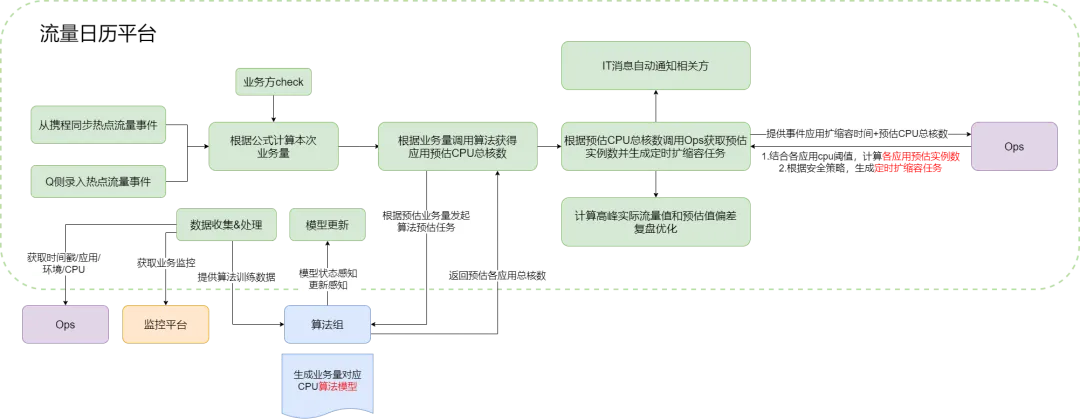 流量日历平台
IT消息自动通知相关方
业务方check
从携程同步热点流量事件
Q侧录入热点流量事件
根据公式计算本次
业务量
根据业务量调用算法获得
应用预估CPU总核数
根据预估CPU总核数调用Ops获取预估
实例数并生成定时扩缩容任务
提供事件应用扩缩容时间+预估CPU总核数
1.结合各应用cpu阈值，计算各应用预估实例数
2.根据安全策略，生成定时扩缩容任务
Ops
计算高峰实际流量值和预估值偏差
复盘优化
数据收集&处理
模型更新
根据预估业务量发起
算法预估任务
获取时间戳/应用/
环境/CPU
获取业务监控
提供算法训练数据
模型状态感知
更新感知
返回预估各应用总核数
Ops
监控平台
算法组
生成业务量对应
CPU算法模型